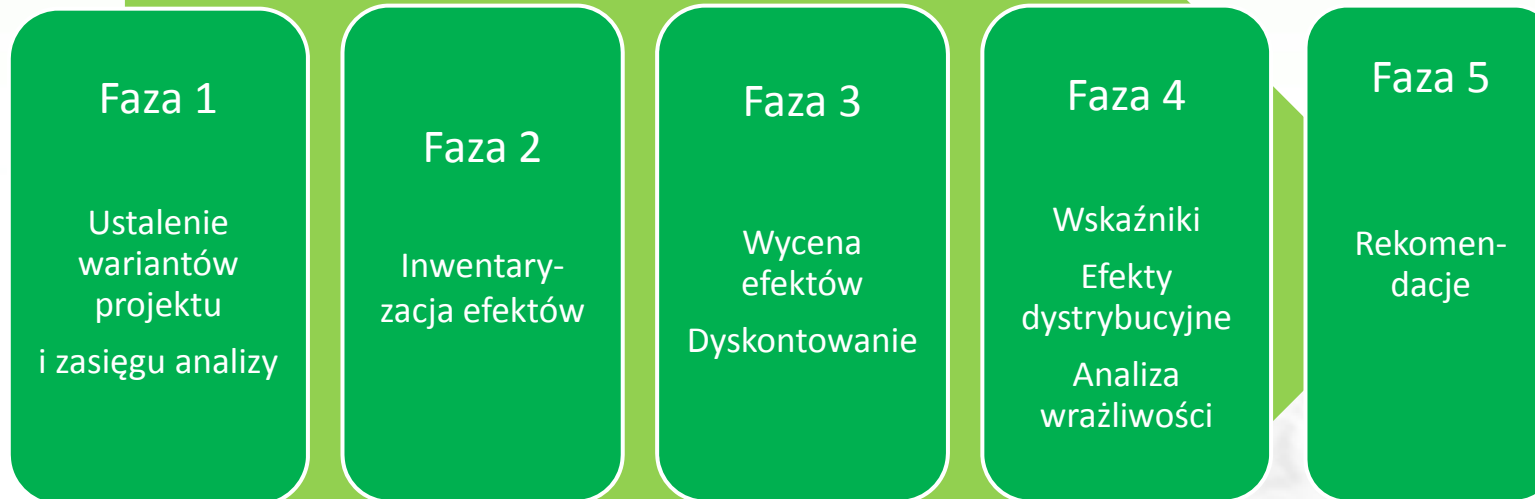 Faza 1
Ustalenie
wariantów
projektu
i zasięgu analizy
Faza 2
Inwentary-
zacja efektów
Faza 3
Wycena
efektów
Dyskontowanie
Faza 4
Wskaźniki
Efekty
dystrybucyjne
Analiza
wrażliwości
Faza 5
Rekomen-
dacje